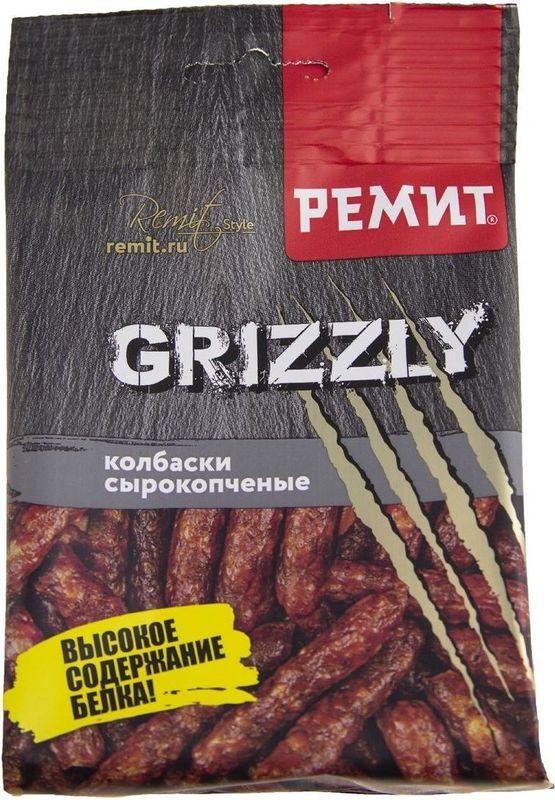 РЕМИТ®
Remit Style
remit.ru
GRIZZLY
колбаски
сырокопченые
ВЫСОКОЕ
СОДЕРЖАНИЕ
БЕЛКА!